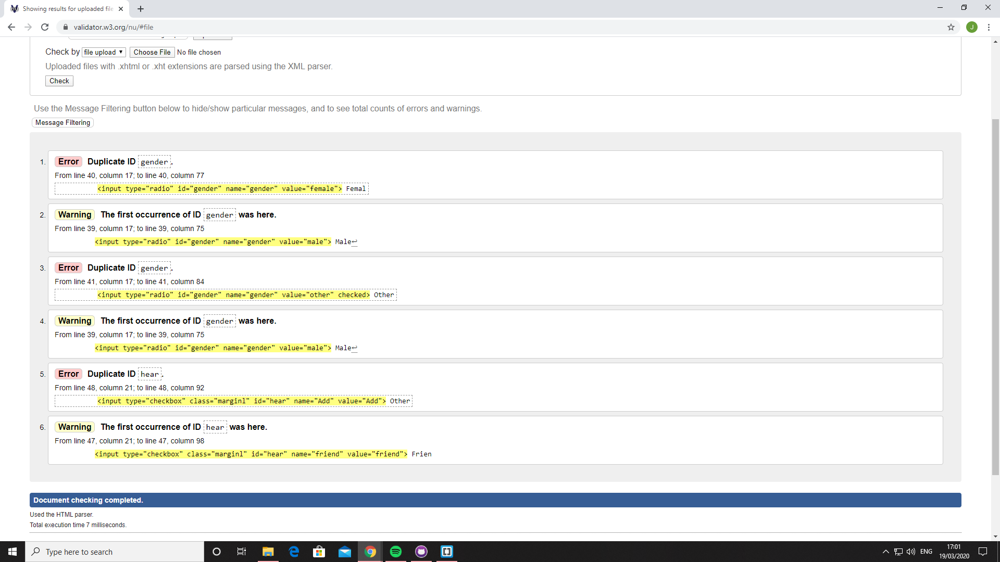 Showing results for uploaded file
validator.w3.org/nu/#file
J
Check by file upload Choose File No file chosen
Uploaded files with .xhtml or .xht extensions are parsed using the XML parser.
Check
Use the Message Filtering button below to hide/show particular messages, and to see total counts of errors and warnings.
Message Filtering
1. Error Duplicate ID gender.
From line 40, column 17; to line 40, column 77
<input type="radio" id="gender" name="gender" value="female"> Femal
2. Warning The first occurrence of ID gender was here.
From line 39, column 17; to line 39, column 75
<input type="radio" id="gender" name="gender" value="male"> Male↩
3. Error Duplicate ID gender.
From line 41, column 17; to line 41, column 84
<input type="radio" id="gender" name="gender" value="other" checked> Other
4. Warning The first occurrence of ID gender was here.
From line 39, column 17; to line 39, column 75
<input type="radio" id="gender" name="gender" value="male"> Male↩
5. Error Duplicate ID hear.
From line 48, column 21; to line 48, column 92
<input type="checkbox" class="marginl" id="hear" name="Add" value="Add"> Other
6. Warning The first occurrence of ID hear was here.
From line 47, column 21; to line 47, column 98
<input type="checkbox" class="marginl" id="hear" name="friend" value="friend"> Frien
Document checking completed.
Used the HTML parser.
Total execution time 7 milliseconds.
Type here to search
ENG
17:01
19/03/2020